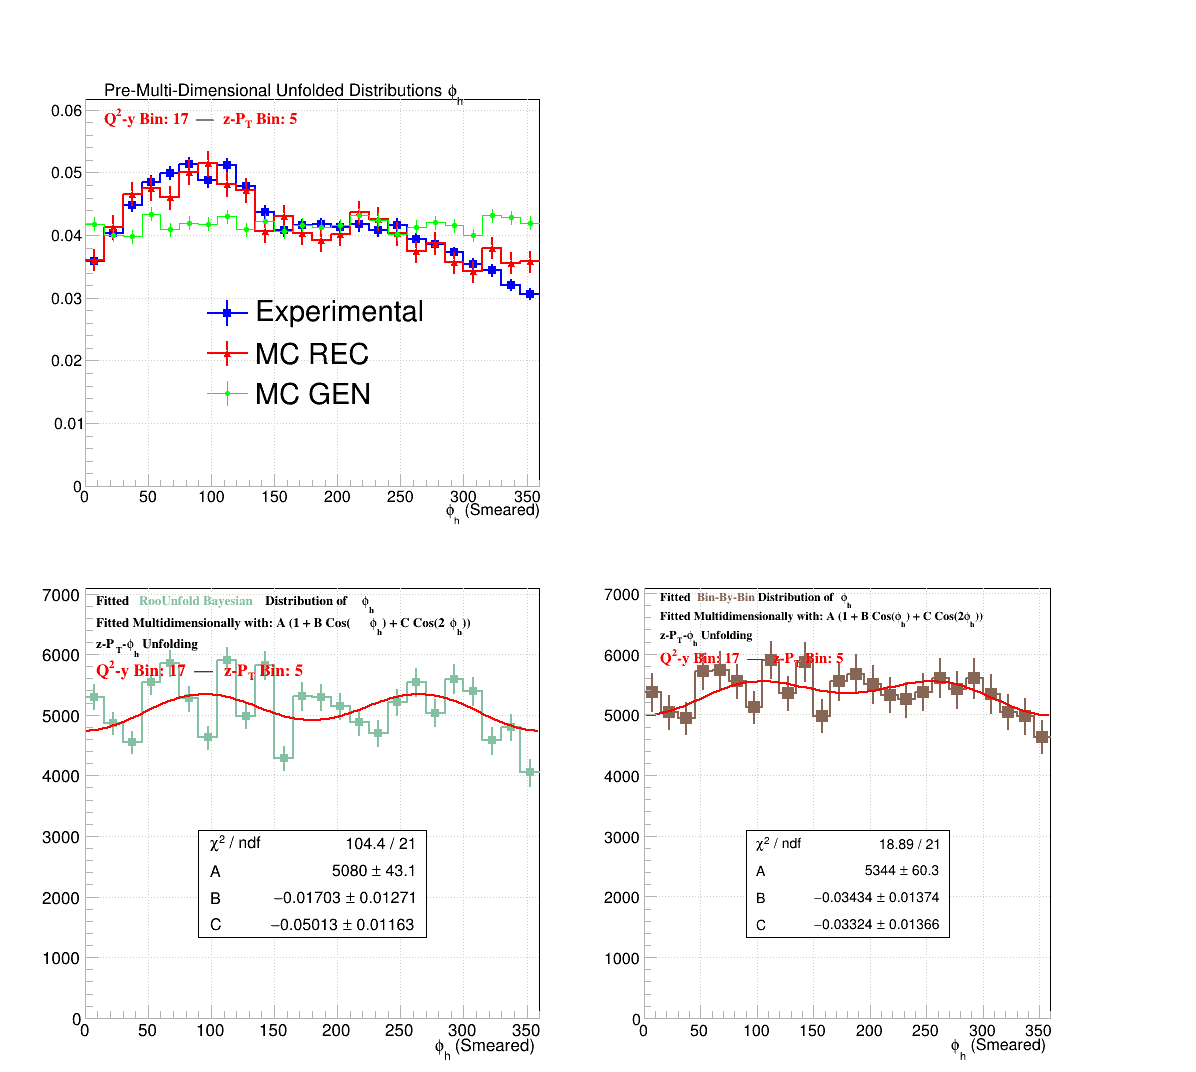 Pre-Multi-Dimensional Unfolded Distributions ϕ_h
0.06
Q²-y Bin: 17 — z-P_T Bin: 5
0.05
0.04
0.03
Experimental
MC REC
0.02
MC GEN
0.01
0
0 50 100 150 200 250 300 350
ϕ_h (Smeared)
7000
Fitted RooUnfold Bayesian Distribution of ϕ_h
Fitted Multidimensionally with: A (1 + B Cos( ϕ_h) + C Cos(2 ϕ_h))
z-P_T-ϕ_h Unfolding
6000
Q²-y Bin: 17 — z-P_T Bin: 5
5000
4000
3000
χ² / ndf 104.4 / 21
A 5080 ± 43.1
2000
B −0.01703 ± 0.01271
C −0.05013 ± 0.01163
1000
0
0 50 100 150 200 250 300 350
ϕ_h (Smeared)
7000
Fitted Bin-By-Bin Distribution of ϕ_h
Fitted Multidimensionally with: A (1 + B Cos(ϕ_h) + C Cos(2ϕ_h))
z-P_T-ϕ_h Unfolding
6000
Q²-y Bin: 17 — z-P_T Bin: 5
5000
4000
3000
χ² / ndf 18.89 / 21
A 5344 ± 60.3
2000
B −0.03434 ± 0.01374
C −0.03324 ± 0.01366
1000
0
0 50 100 150 200 250 300 350
ϕ_h (Smeared)